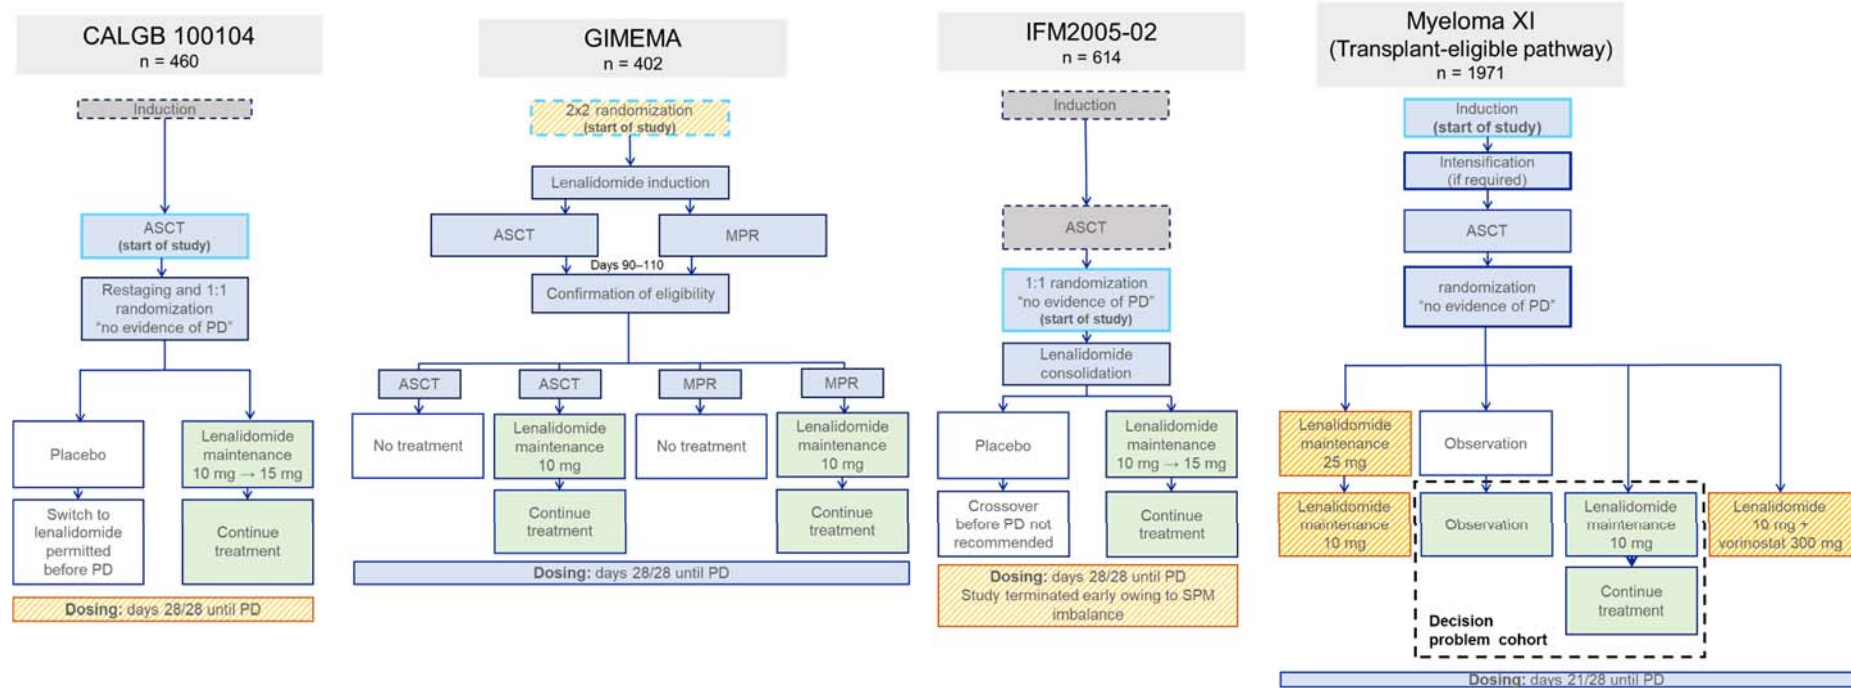 CALGB 100104
n = 460
Induction
ASCT
(start of study)
Restaging and 1:1
randomization
“no evidence of PD”
Placebo
Lenalidomide
maintenance
10 mg → 15 mg
Switch to
lenalidomide
permitted
before PD
Continue
treatment
Dosing: days 28/28 until PD
GIMEMA
n = 402
2x2 randomization
(start of study)
Lenalidomide induction
ASCT
MPR
Days 90–110
Confirmation of eligibility
ASCT
ASCT
MPR
MPR
No treatment
Lenalidomide
maintenance
10 mg
No treatment
Lenalidomide
maintenance
10 mg
Continue
treatment
Continue
treatment
Dosing: days 28/28 until PD
IFM2005-02
n = 614
Induction
ASCT
1:1 randomization
“no evidence of PD”
(start of study)
Lenalidomide
consolidation
Placebo
Lenalidomide
maintenance
10 mg → 15 mg
Crossover
before PD not
recommended
Continue
treatment
Dosing: days 28/28 until PD
Study terminated early owing to SPM
imbalance
Myeloma XI
(Transplant-eligible pathway)
n = 1971
Induction
(start of study)
Intensification
(if required)
ASCT
randomization
“no evidence of PD”
Lenalidomide
maintenance
25 mg
Observation
Lenalidomide
maintenance
10 mg
Observation
Lenalidomide
maintenance
10 mg
Lenalidomide
10 mg +
vorinostat 300 mg
Continue
treatment
Decision
problem cohort
Dosing: days 21/28 until PD